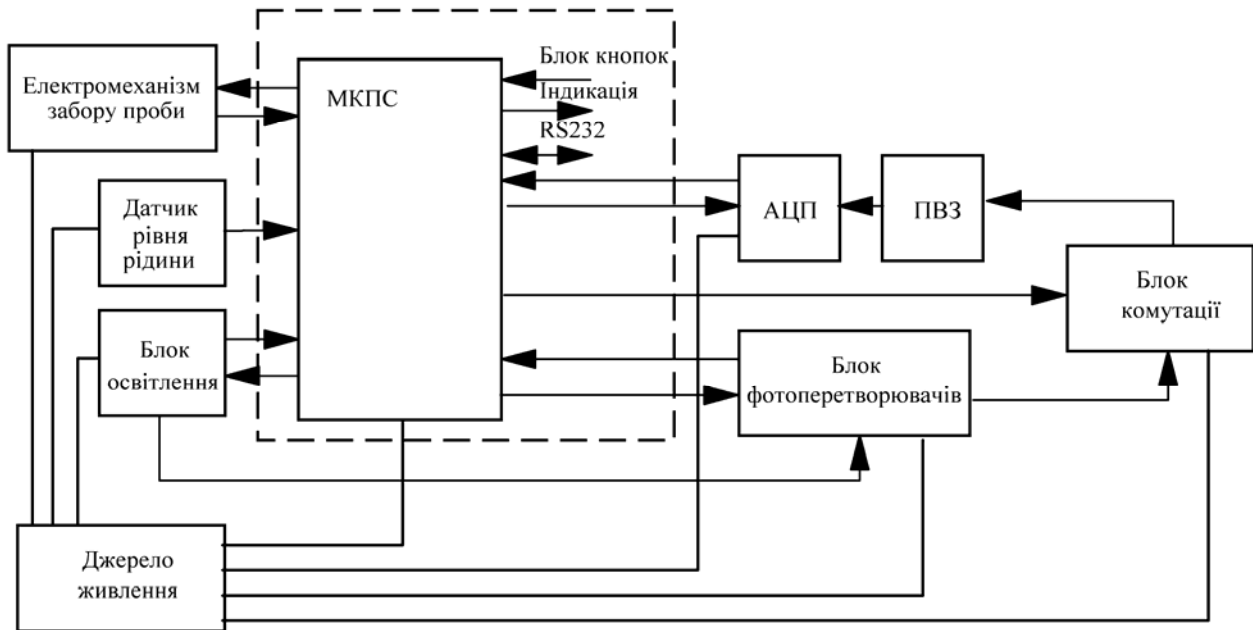 Електромеханізм
забору проби
МКПС
Блок кнопок
Індикація
RS232
Датчик
рівня
рідини
АЦП
ПВЗ
Блок
комутації
Блок
освітлення
Блок
фотоперетворювачів
Джерело
живлення